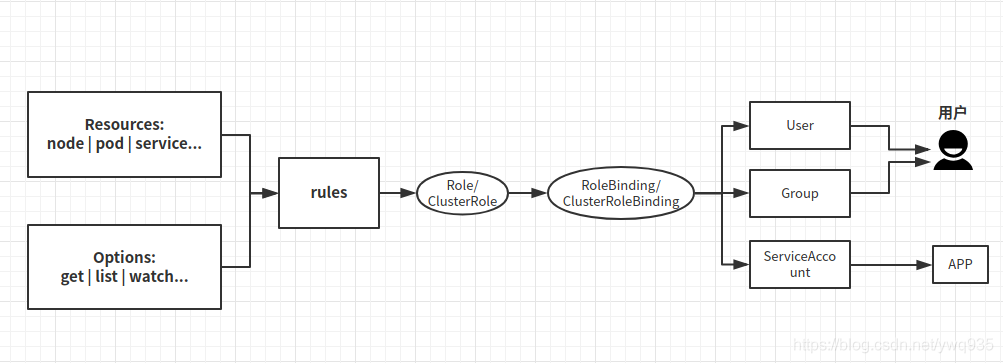 Resources:
node | pod | service...
Options:
get | list | watch...
rules
Role/
ClusterRole
RoleBinding/
ClusterRoleBinding
User
Group
ServiceAcco
unt
用户
APP
https://blog.csdn.net/ywq935